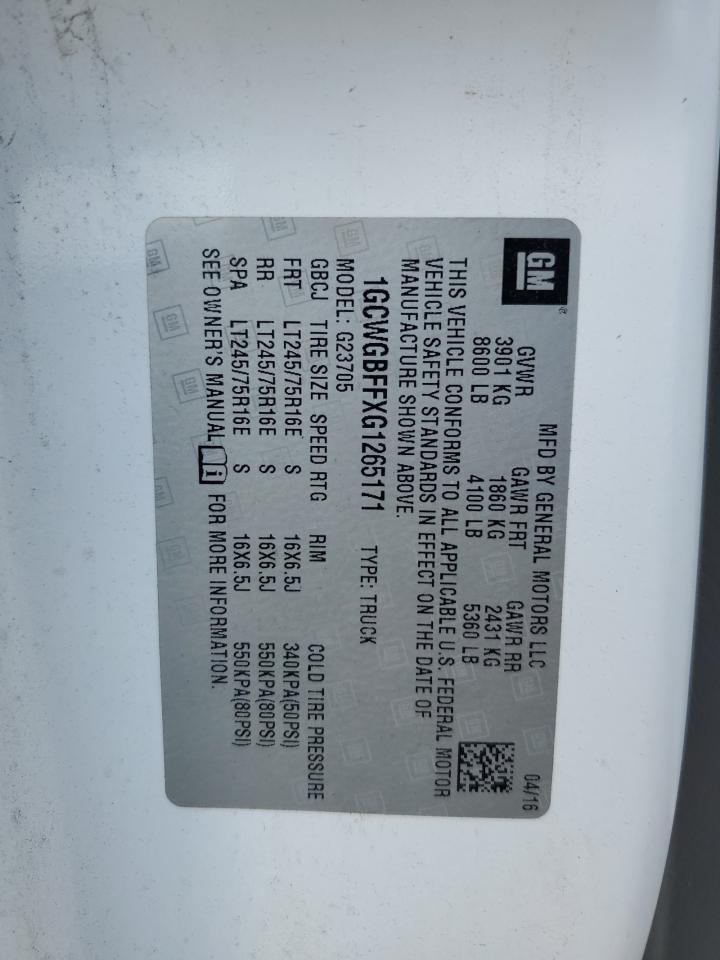 GM®
MFD BY GENERAL MOTORS LLC 04/16
GVWR GAWR FRT GAWR RR
3901 KG 1860 KG 2431 KG
8600 LB 4100 LB 5360 LB
THIS VEHICLE CONFORMS TO ALL APPLICABLE U.S. FEDERAL MOTOR
VEHICLE SAFETY STANDARDS IN EFFECT ON THE DATE OF
MANUFACTURE SHOWN ABOVE.
1GCWGBFFXG1265171 TYPE: TRUCK
MODEL: G23705
GBCJ TIRE SIZE SPEED RTG RIM COLD TIRE PRESSURE
FRT LT245/75R16E S 16X6.5J 340KPA(50PSI)
RR LT245/75R16E S 16X6.5J 550KPA(80PSI)
SPA LT245/75R16E S 16X6.5J 550KPA(80PSI)
SEE OWNER'S MANUAL i FOR MORE INFORMATION.